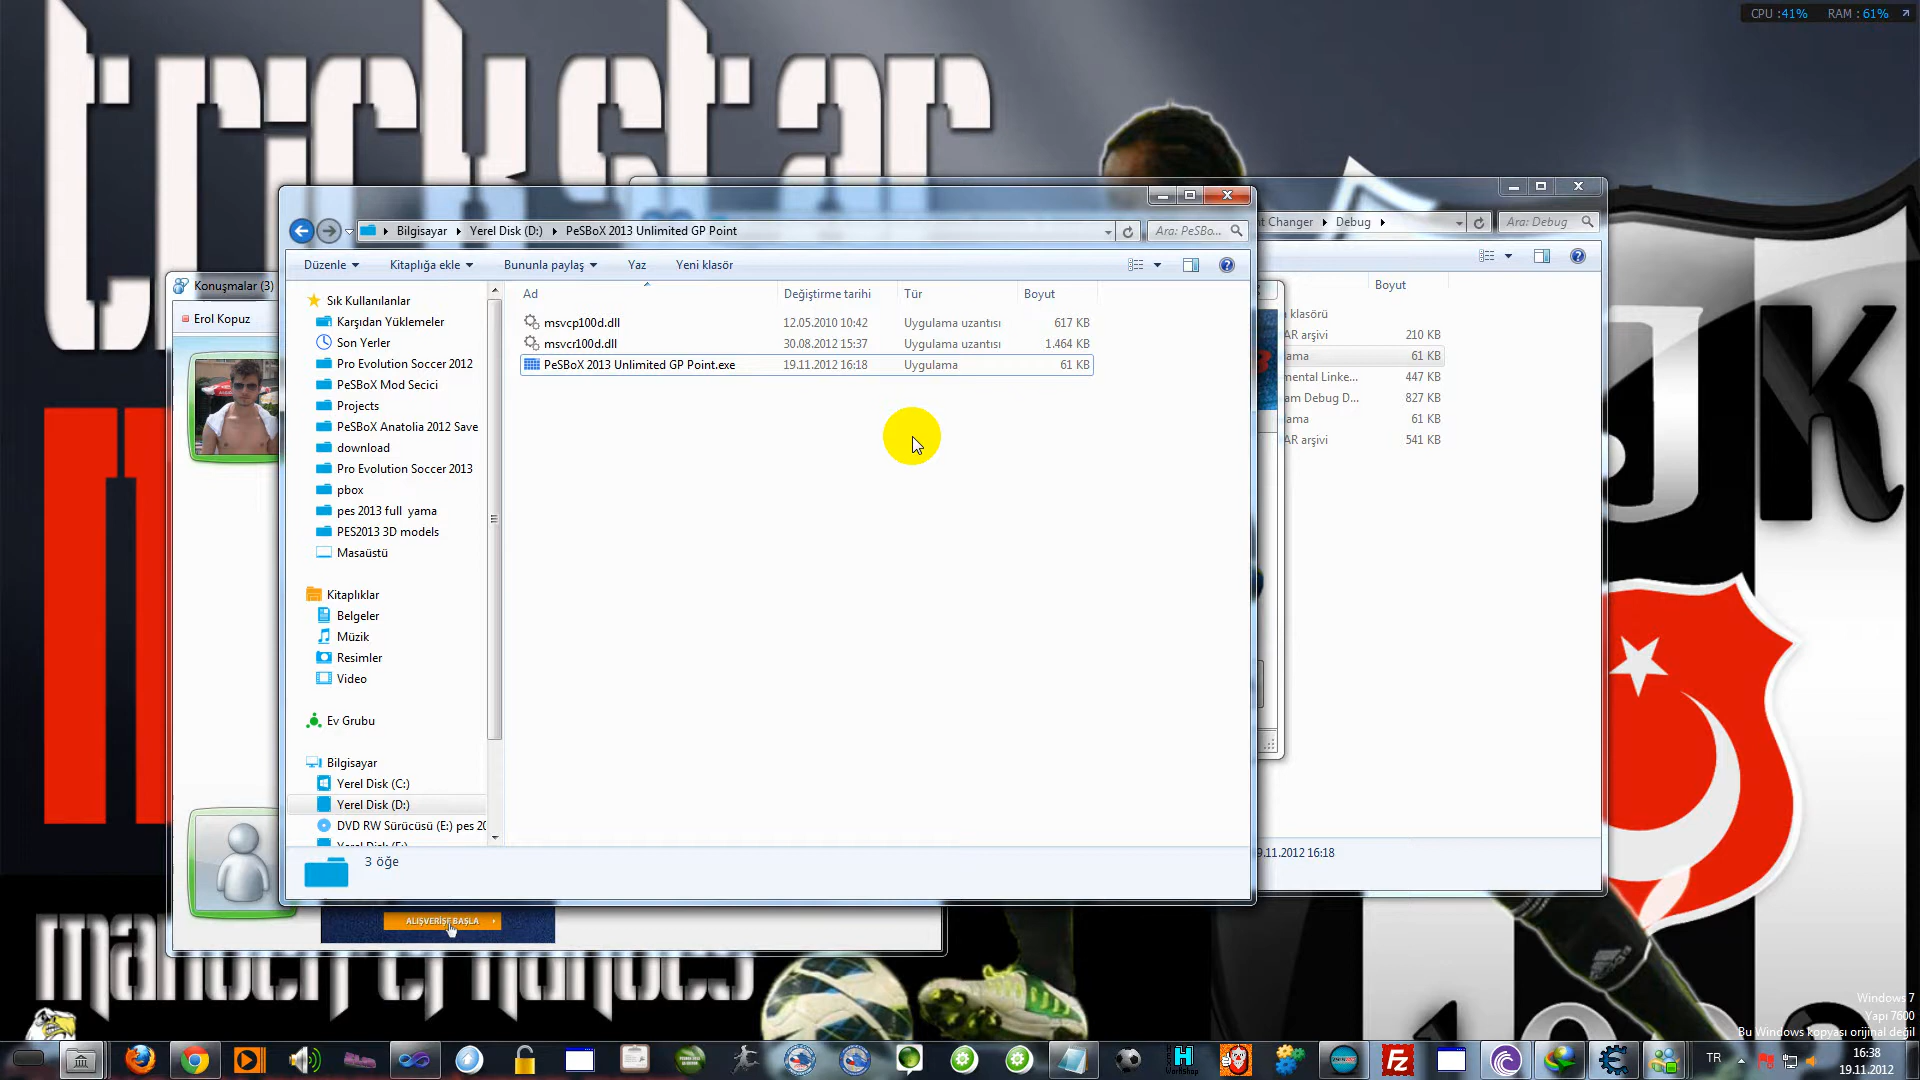 trickstar
CPU :41% RAM : 61%
Bilgisayar Yerel Disk (D:) PeSBoX 2013 Unlimited GP Point
Ara: PeSBo...
t Changer Debug
Ara: Debug
Düzenle Kitaplığa ekle Bununla paylaş Yaz Yeni klasör
Konuşmalar (3)
Erol Kopuz
Sık Kullanılanlar
Karşıdan Yüklemeler
Son Yerler
Pro Evolution Soccer 2012
PeSBoX Mod Secici
Projects
PeSBoX Anatolia 2012 Save
download
Pro Evolution Soccer 2013
pbox
pes 2013 full yama
PES2013 3D models
Masaüstü
Kitaplıklar
Belgeler
Müzik
Resimler
Video
Ev Grubu
Bilgisayar
Yerel Disk (C:)
Yerel Disk (D:)
DVD RW Sürücüsü (E:) pes 20
Ad Değiştirme tarihi Tür Boyut
msvcp100d.dll 12.05.2010 10:42 Uygulama uzantısı 617 KB
msvcr100d.dll 30.08.2012 15:37 Uygulama uzantısı 1.464 KB
PeSBoX 2013 Unlimited GP Point.exe 19.11.2012 16:18 Uygulama 61 KB
3 öğe
Boyut
klasörü
AR arşivi 210 KB
ama 61 KB
mental Linke... 447 KB
am Debug D... 827 KB
ama 61 KB
AR arşivi 541 KB
19.11.2012 16:18
ALIŞVERİŞE BAŞLA
Windows 7
Yapı 7600
Bu Windows kopyası orijinal değil
TR
16:38
19.11.2012